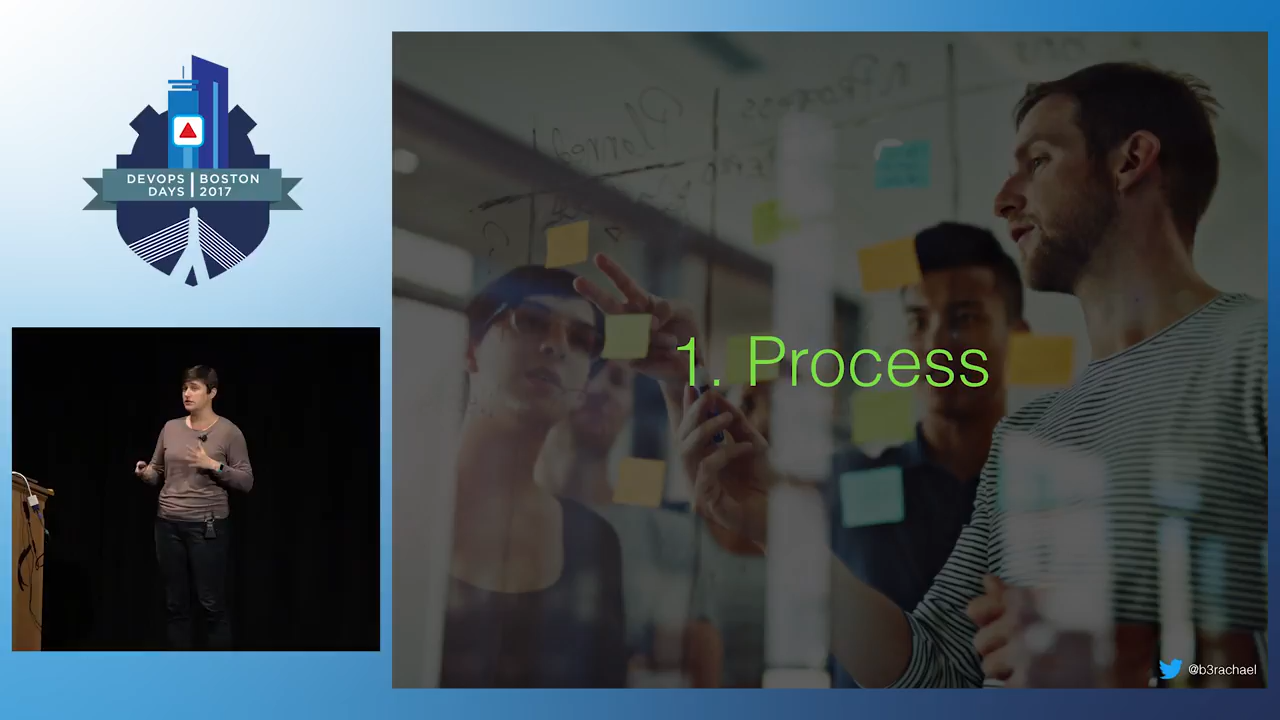 DEVOPS
DAYS
BOSTON
2017
1. Process
@b3rachael